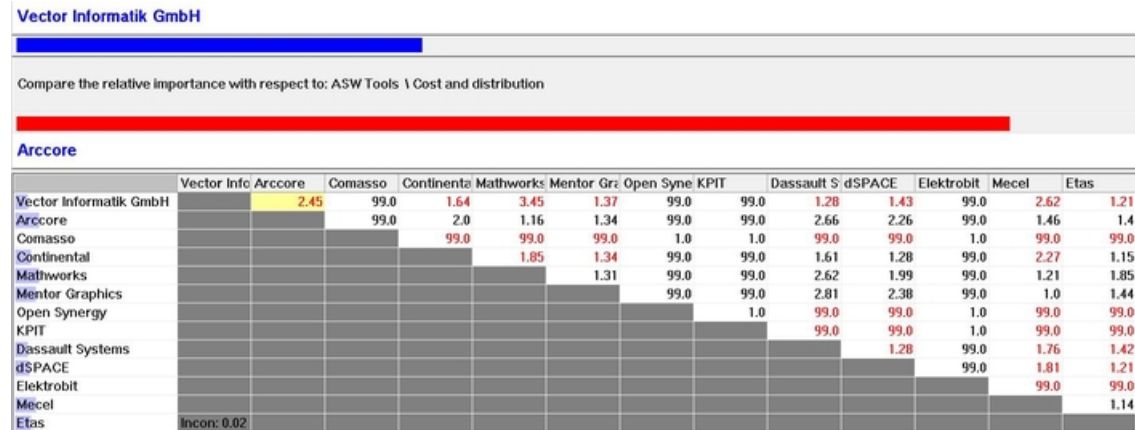 Vector Informatik GmbH
Compare the relative importance with respect to: ASW Tools \ Cost and distribution
Arccore
Vector Info Arccore Comasso Continenta Mathworks Mentor Gra Open Syne KPIT Dassault S dSPACE Elektrobit Mecel Etas
Vector Informatik GmbH 2.45 99.0 1.64 3.45 1.37 99.0 99.0 1.28 1.43 99.0 2.62 1.21
Arccore 99.0 2.0 1.16 1.34 99.0 99.0 2.66 2.26 99.0 1.46 1.4
Comasso 99.0 99.0 99.0 1.0 1.0 99.0 99.0 1.0 99.0 99.0
Continental 1.85 1.34 99.0 99.0 1.61 1.28 99.0 2.27 1.15
Mathworks 1.31 99.0 99.0 2.62 1.99 99.0 1.21 1.85
Mentor Graphics 99.0 99.0 2.81 2.38 99.0 1.0 1.44
Open Synergy 1.0 99.0 99.0 1.0 99.0 99.0
KPIT 99.0 99.0 1.0 99.0 99.0
Dassault Systems 1.28 99.0 1.76 1.42
dSPACE 99.0 1.81 1.21
Elektrobit 99.0 99.0
Mecel 1.14
Etas Incon: 0.02